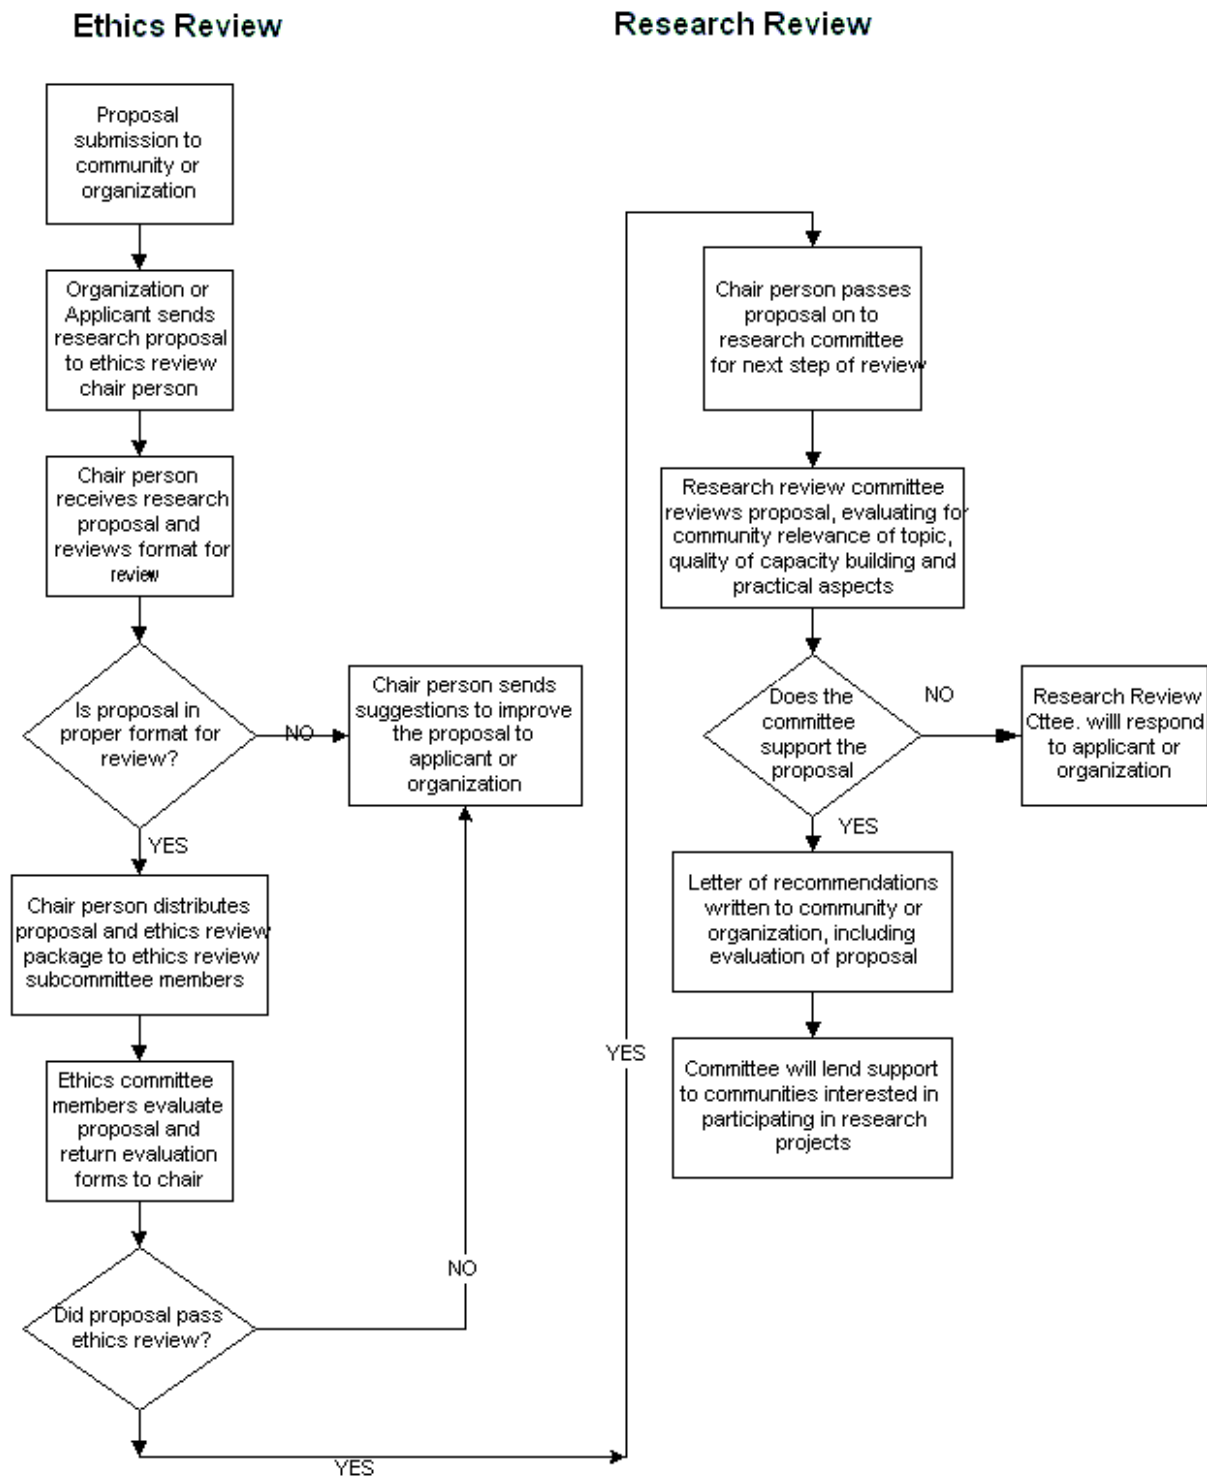 Ethics Review
Proposal
submission to
community or
organization
Organization or
Applicant sends
research proposal
to ethics review
chair person
Chair person
receives research
proposal and
reviews format for
review
Is proposal in
proper format for
review?
NO
Chair person sends
suggestions to improve
the proposal to
applicant or
organization
YES
Chair person distributes
proposal and ethics review
package to ethics review
subcommittee members
Ethics committee
members evaluate
proposal and
return evaluation
forms to chair
Did proposal pass
ethics review?
NO
YES
YES
Research Review
Chair person passes
proposal on to
research committee
for next step of review
Research review committee
reviews proposal, evaluating for
community relevance of topic,
quality of capacity building and
practical aspects
Does the
committee
support the
proposal
NO
Research Review
Cttee. willl respond
to applicant or
organization
YES
Letter of recommendations
written to community or
organization, including
evaluation of proposal
Committee will lend support
to communities interested in
participating in research
projects